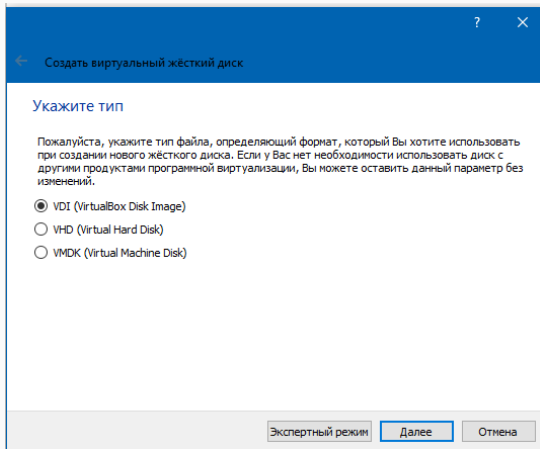 ?
Создать виртуальный жёсткий диск
Укажите тип
Пожалуйста, укажите тип файла, определяющий формат, который Вы хотите использовать
при создании нового жёсткого диска. Если у Вас нет необходимости использовать диск с
другими продуктами программной виртуализации, Вы можете оставить данный параметр без
изменений.
VDI (VirtualBox Disk Image)
VHD (Virtual Hard Disk)
VMDK (Virtual Machine Disk)
Экспертный режим Далее Отмена